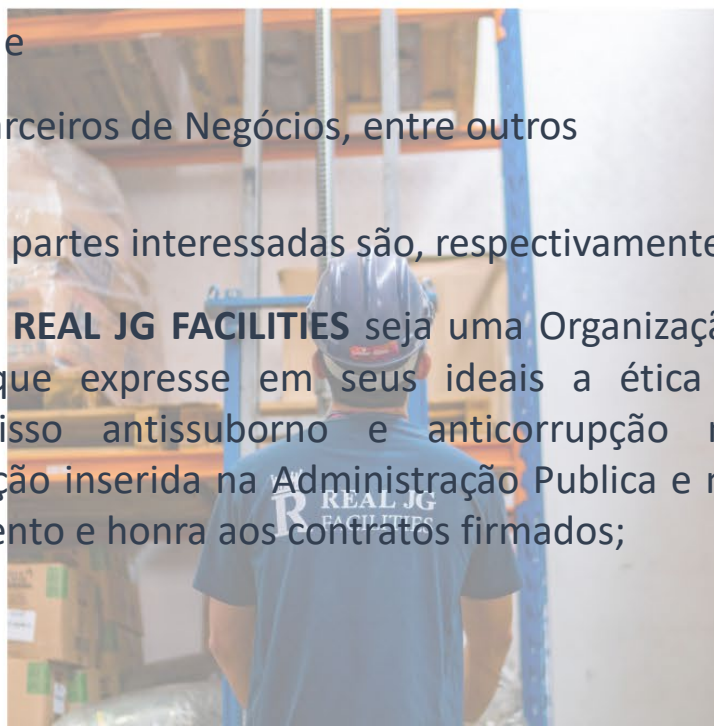 e
rceiros de Negócios, entre outros
partes interessadas são, respectivamente
REAL JG FACILITIES seja uma Organizaçã
que expresse em seus ideais a ética
isso antissuborno e anticorrupção n
ção inserida na Administração Publica e n
ento e honra aos contratos firmados;
REAL JG
FACILITIES